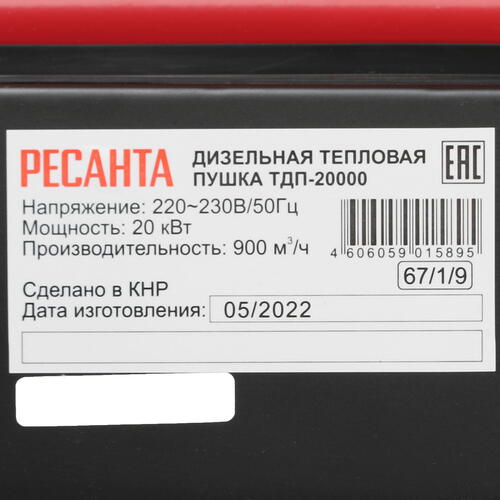 РЕСАНТА
ДИЗЕЛЬНАЯ ТЕПЛОВАЯ
ПУШКА ТДП-20000
EAC
Напряжение: 220~230В/50Гц
Мощность: 20 кВт
Производительность: 900 м³/ч
4 606059 015895
67/1/9
Сделано в КНР
Дата изготовления: 05/2022